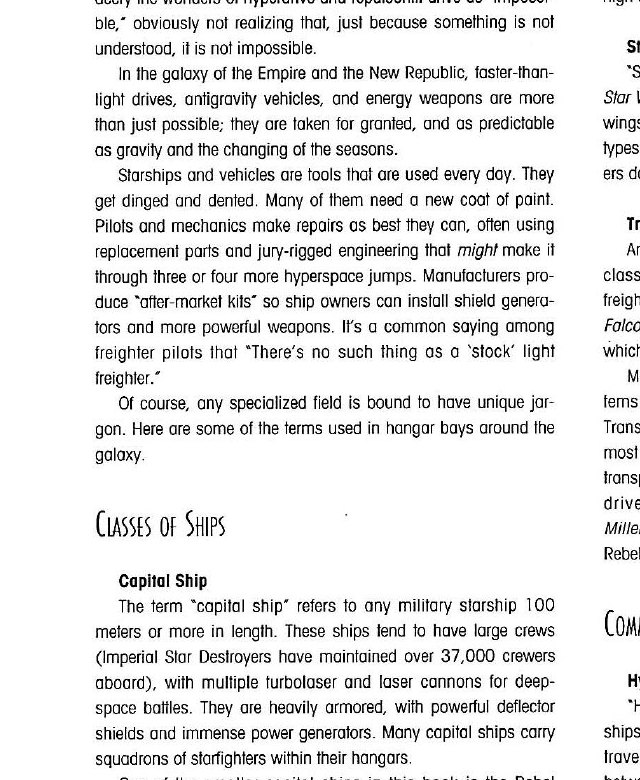 ble," obviously not realizing that, just because something is not
understood, it is not impossible.
In the galaxy of the Empire and the New Republic, faster-than-
light drives, antigravity vehicles, and energy weapons are more
than just possible; they are taken for granted, and as predictable
as gravity and the changing of the seasons.
Starships and vehicles are tools that are used every day. They
get dinged and dented. Many of them need a new coat of paint.
Pilots and mechanics make repairs as best they can, often using
replacement parts and jury-rigged engineering that might make it
through three or four more hyperspace jumps. Manufacturers pro-
duce "after-market kits" so ship owners can install shield genera-
tors and more powerful weapons. It's a common saying among
freighter pilots that "There's no such thing as a 'stock' light
freighter."
Of course, any specialized field is bound to have unique jar-
gon. Here are some of the terms used in hangar bays around the
galaxy.
CLASSES OF SHIPS
Capital Ship
The term "capital ship" refers to any military starship 100
meters or more in length. These ships tend to have large crews
(Imperial Star Destroyers have maintained over 37,000 crewers
aboard), with multiple turbolaser and laser cannons for deep-
space battles. They are heavily armored, with powerful deflector
shields and immense power generators. Many capital ships carry
squadrons of starfighters within their hangars.
St
"S
Star
wings
types
ers d
Tr
Ar
class
freigh
Falco
which
M
tems
Trans
most
transp
drive
Mille
Rebel
COM
Hy
"H
ships
trave